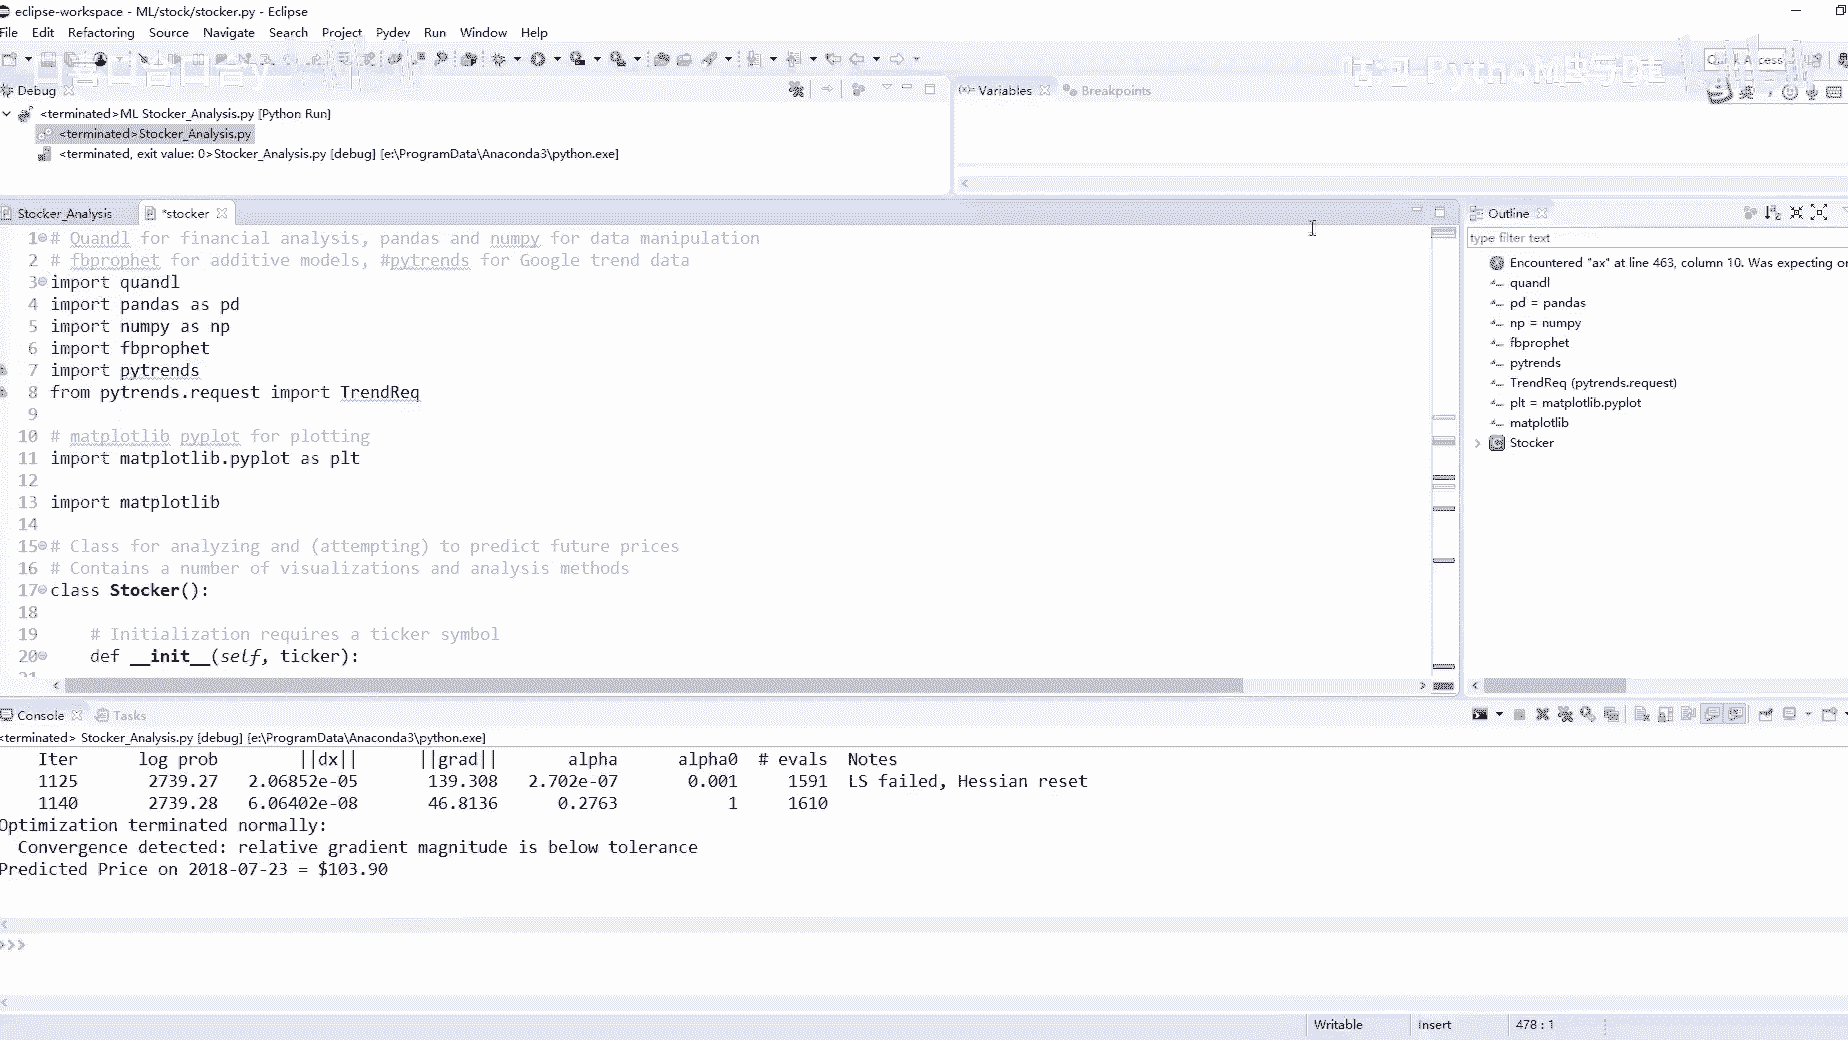 eclipse-workspace - ML/stock/stocker.py - Eclipse
File Edit Refactoring Source Navigate Search Project Pydev Run Window Help
Quick Access
Debug
<terminated>ML Stocker_Analysis.py [Python Run]
<terminated>Stocker_Analysis.py
<terminated, exit value: 0>Stocker_Analysis.py [debug] [e:\ProgramData\Anaconda3\python.exe]
Variables Breakpoints
Stocker_Analysis *stocker
1 # Quandl for financial analysis, pandas and numpy for data manipulation
2 # fbprophet for additive models, #pytrends for Google trend data
3 import quandl
4 import pandas as pd
5 import numpy as np
6 import fbprophet
7 import pytrends
8 from pytrends.request import TrendReq
9
10 # matplotlib pyplot for plotting
11 import matplotlib.pyplot as plt
12
13 import matplotlib
14
15 # Class for analyzing and (attempting) to predict future prices
16 # Contains a number of visualizations and analysis methods
17 class Stocker():
18
19 # Initialization requires a ticker symbol
20 def __init__(self, ticker):
Outline
type filter text
Encountered "ax" at line 463, column 10. Was expecting
quandl
pd = pandas
np = numpy
fbprophet
pytrends
TrendReq (pytrends.request)
plt = matplotlib.pyplot
matplotlib
Stocker
Console Tasks
<terminated> Stocker_Analysis.py [debug] [e:\ProgramData\Anaconda3\python.exe]
Iter log prob ||dx|| ||grad|| alpha alpha0 # evals Notes
1125 2739.27 2.06852e-05 139.308 2.702e-07 0.001 1591 LS failed, Hessian reset
1140 2739.28 6.06402e-08 46.8136 0.2763 1 1610
Optimization terminated normally:
Convergence detected: relative gradient magnitude is below tolerance
Predicted Price on 2018-07-23 = $103.90
>>>
Writable Insert 478 : 1